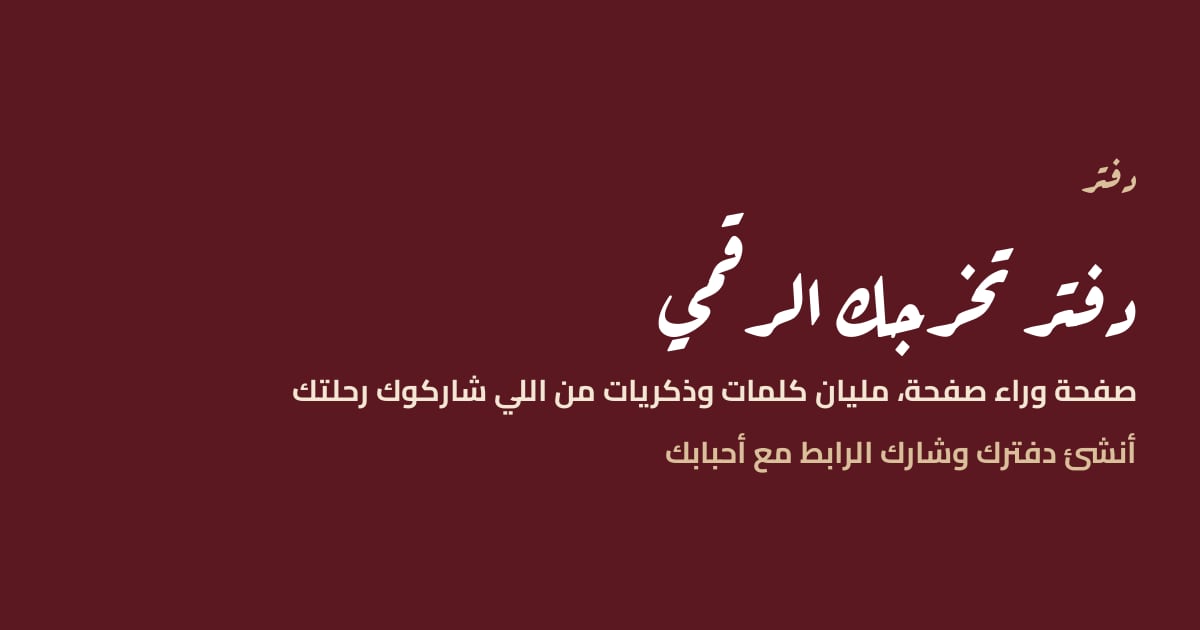 دفتر
دفتر تخرجك الرقمي
صفحة وراء صفحة، مليان كلمات وذكريات من اللي شاركوك رحلتك
أنشئ دفترك وشارك الرابط مع أحبابك